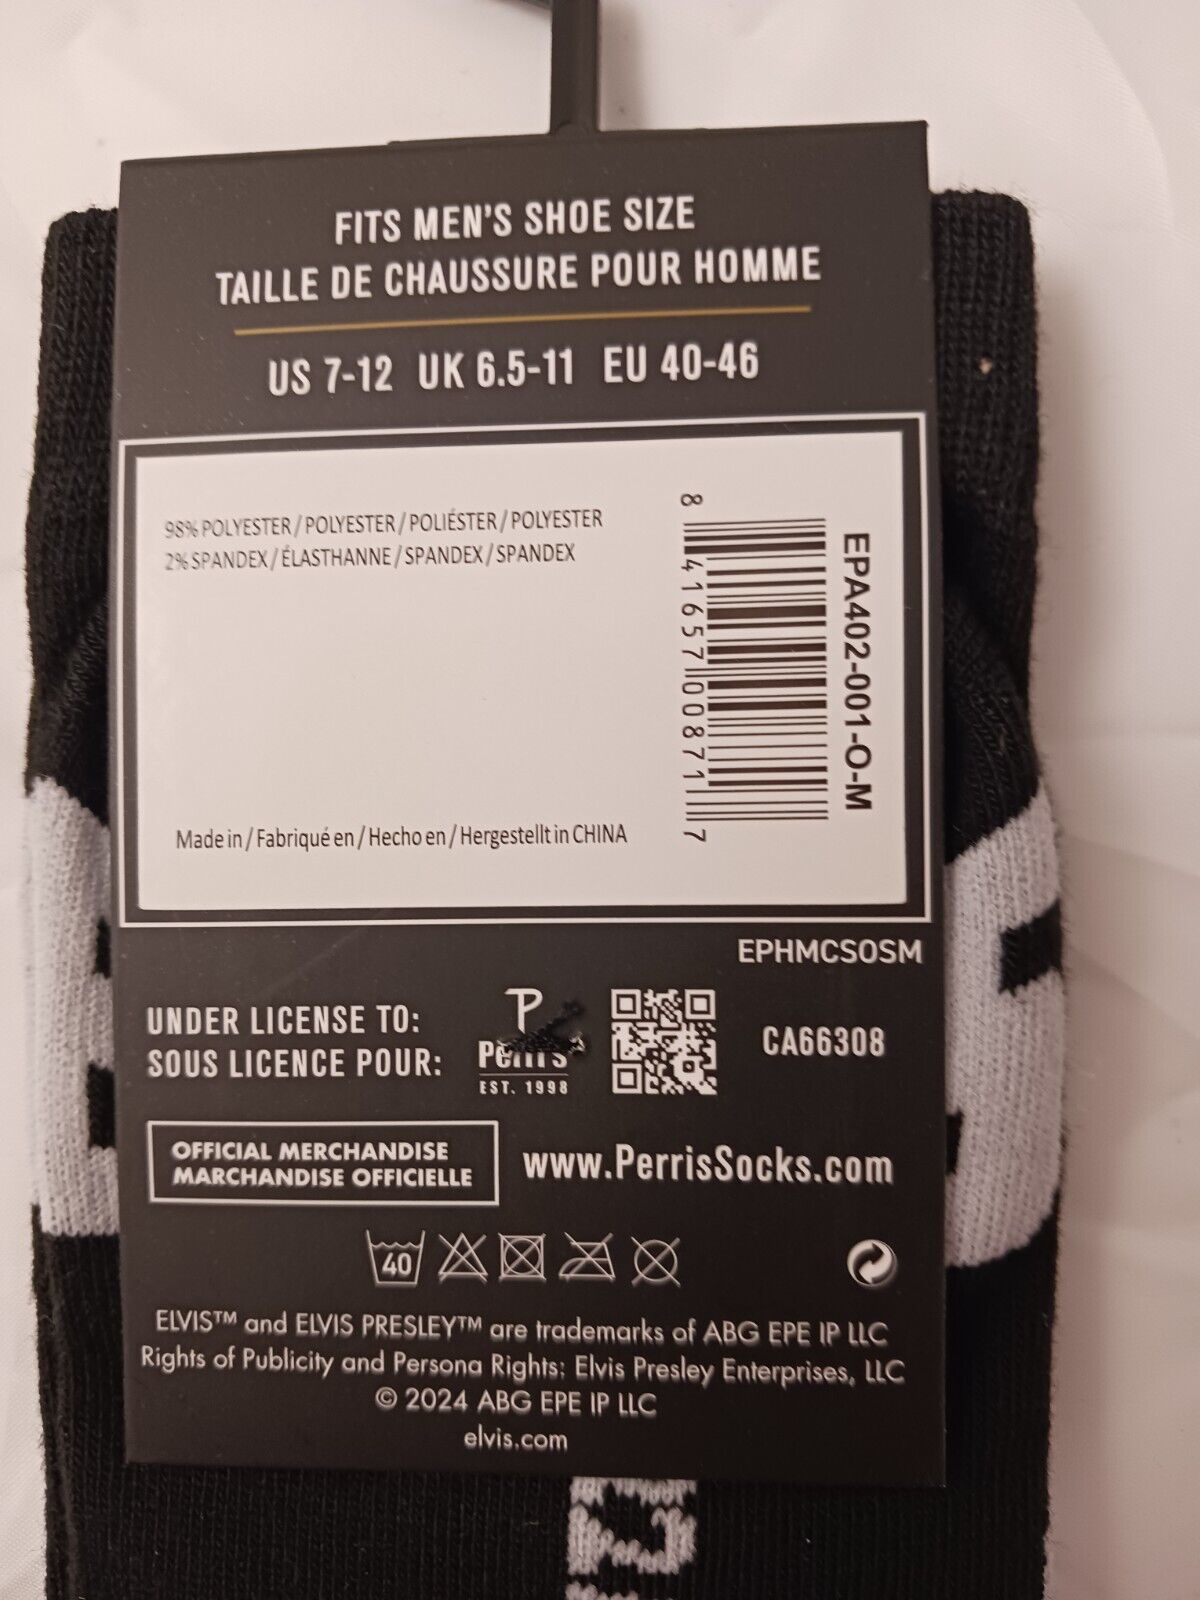 FITS MEN'S SHOE SIZE
TAILLE DE CHAUSSURE POUR HOMME
US 7-12 UK 6.5-11 EU 40-46
98% POLYESTER / POLYESTER / POLIÉSTER / POLYESTER
2% SPANDEX / ÉLASTHANNE / SPANDEX / SPANDEX
Made in / Fabriqué en / Hecho en / Hergestellt in CHINA
8 41657 00871 7
EPA402-001-O-M
EPHMCSOSM
UNDER LICENSE TO:
SOUS LICENCE POUR:
P
Perri's
EST. 1998
CA66308
OFFICIAL MERCHANDISE
MARCHANDISE OFFICIELLE
www.PerrisSocks.com
40
ELVIS™ and ELVIS PRESLEY™ are trademarks of ABG EPE IP LLC
Rights of Publicity and Persona Rights: Elvis Presley Enterprises, LLC
© 2024 ABG EPE IP LLC
elvis.com